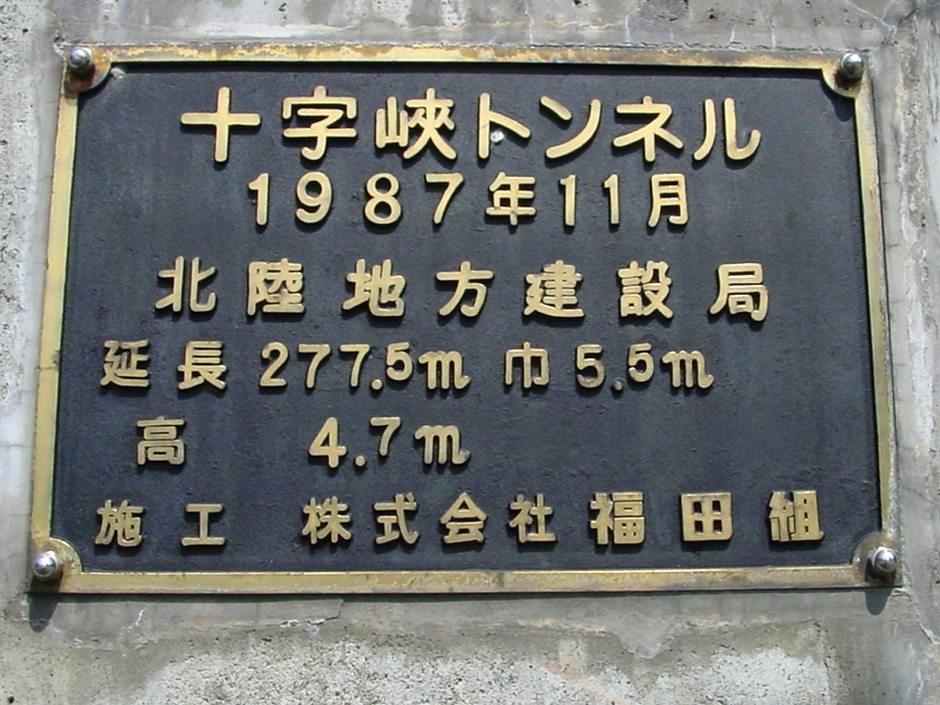 十字峡トンネル
1987年11月
北陸地方建設局
延長 277.5m 巾 5.5m
高 4.7m
施工 株式会社 福田組